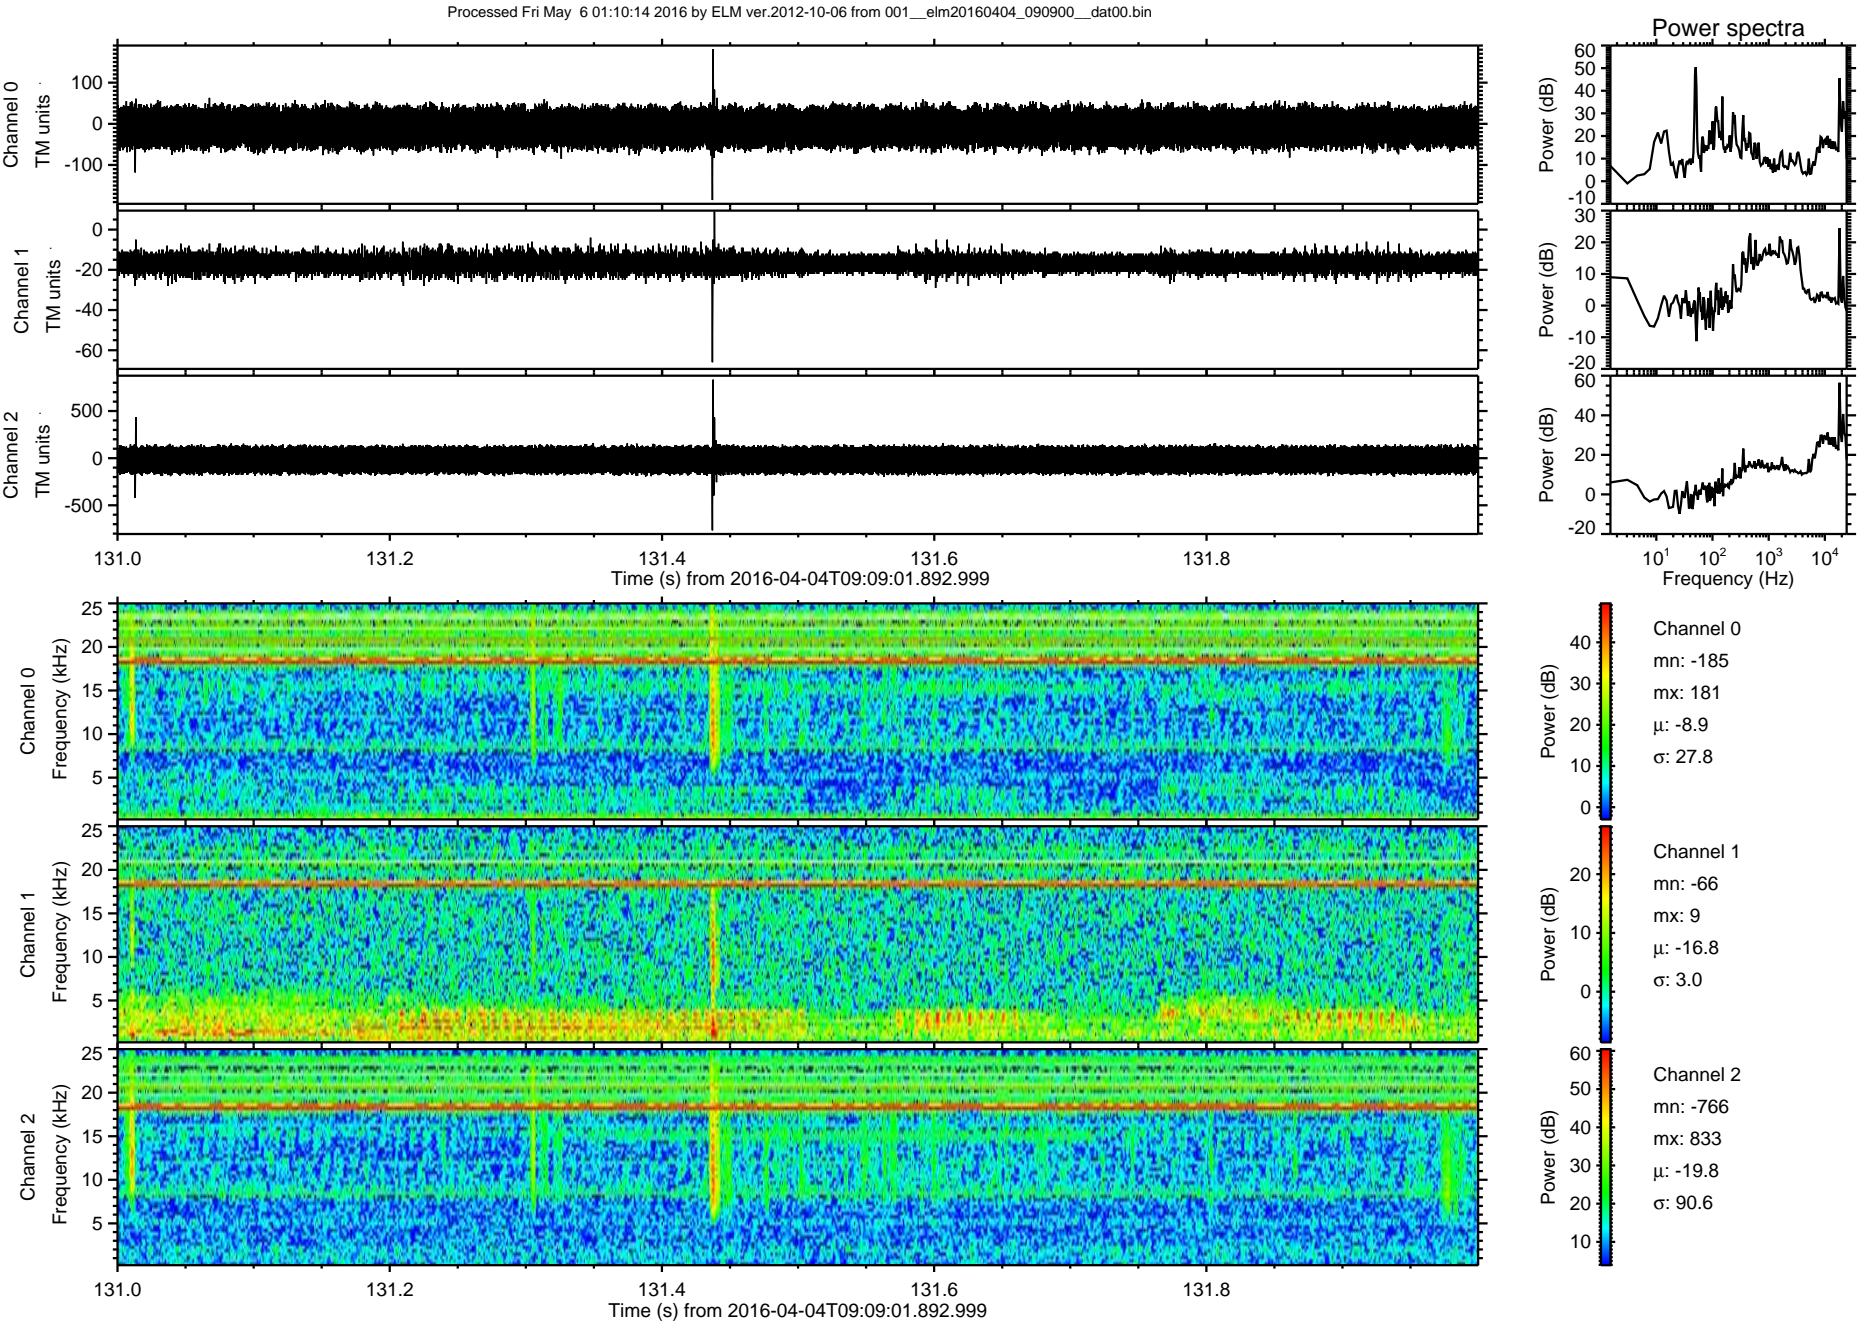 Processed Fri May  6 01:10:14 2016 by ELM ver.2012-10-06 from 001__elm20160404_090900__dat00.bin
Power spectra
Channel 0
TM units
100
0
-100
Power (dB)
60
50
40
30
20
10
0
-10
Channel 1
TM units
0
-20
-40
-60
Power (dB)
30
20
10
0
-10
-20
Channel 2
TM units
500
0
-500
Power (dB)
60
40
20
0
-20
131.0
131.2
131.4
131.6
131.8
Time (s) from 2016-04-04T09:09:01.892.999
10^1
10^2
10^3
10^4
Frequency (Hz)
Channel 0
Frequency (kHz)
25
20
15
10
5
Power (dB)
40
30
20
10
0
Channel 0
mn: -185
mx: 181
μ: -8.9
σ: 27.8
Channel 1
Frequency (kHz)
25
20
15
10
5
Power (dB)
20
10
0
Channel 1
mn: -66
mx: 9
μ: -16.8
σ: 3.0
Channel 2
Frequency (kHz)
25
20
15
10
5
Power (dB)
60
50
40
30
20
10
Channel 2
mn: -766
mx: 833
μ: -19.8
σ: 90.6
131.0
131.2
131.4
131.6
131.8
Time (s) from 2016-04-04T09:09:01.892.999